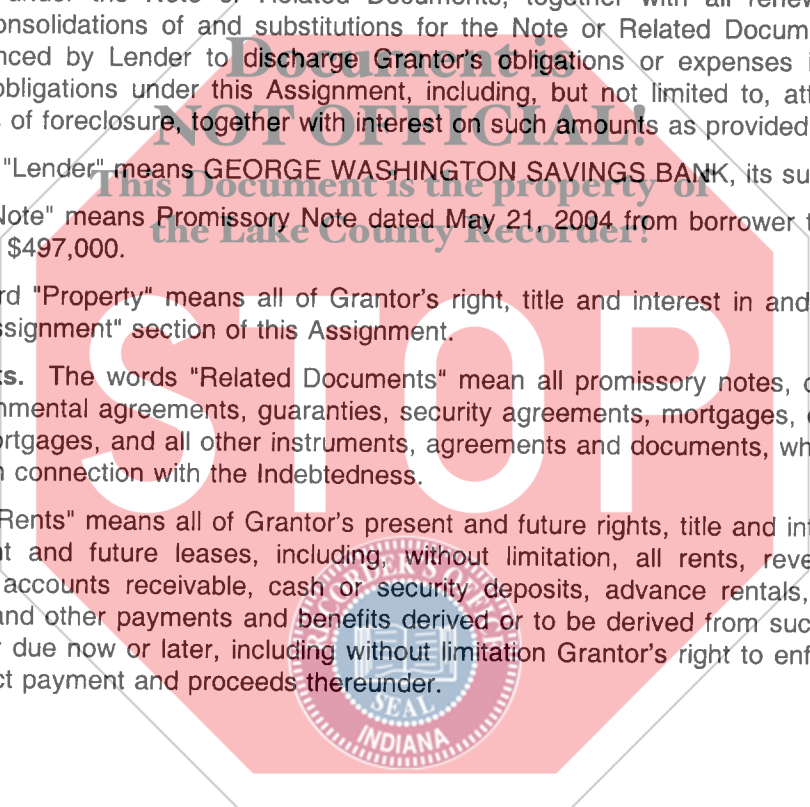 under the Note or Related Documents, together with all
onsolidations of and substitutions for the Note or Related
nced by Lender to discharge Grantor's obligations or expenses
obligations under this Assignment, including, but not limited to,
of foreclosure, together with interest on such amounts as provided
"Lender" means GEORGE WASHINGTON SAVINGS BANK, its
Note" means Promissory Note dated May 21, 2004 from borrower
$497,000.
rd "Property" means all of Grantor's right, title and interest in and
ssignment" section of this Assignment.
ts. The words "Related Documents" mean all promissory notes,
nmental agreements, guaranties, security agreements, mortgages,
ortgages, and all other instruments, agreements and documents, wh
n connection with the Indebtedness.
Rents" means all of Grantor's present and future rights, title and int
t and future leases, including, without limitation, all rents, reve
accounts receivable, cash or security deposits, advance rentals,
and other payments and benefits derived or to be derived from suc
r due now or later, including without limitation Grantor's right to enf
ct payment and proceeds thereunder.
Document is
NOT OFFICIAL!
This Document is the property of
the Lake County Recorder!
STOP
RECORDER'S OFFICE
SEAL
INDIANA